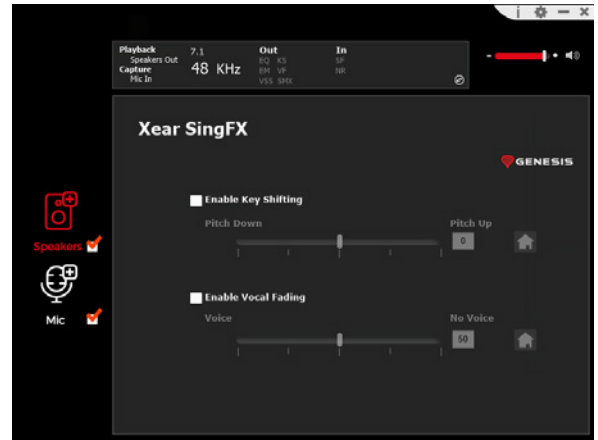 i
Playback 7.1 Out In
Speakers Out EQ KS SF
Capture 48 KHz EM VF NR
Mic In VSS SMX
Xear SingFX
GENESIS
Enable Key Shifting
Pitch Down Pitch Up
0
Speakers
Enable Vocal Fading
Mic
Voice No Voice
50